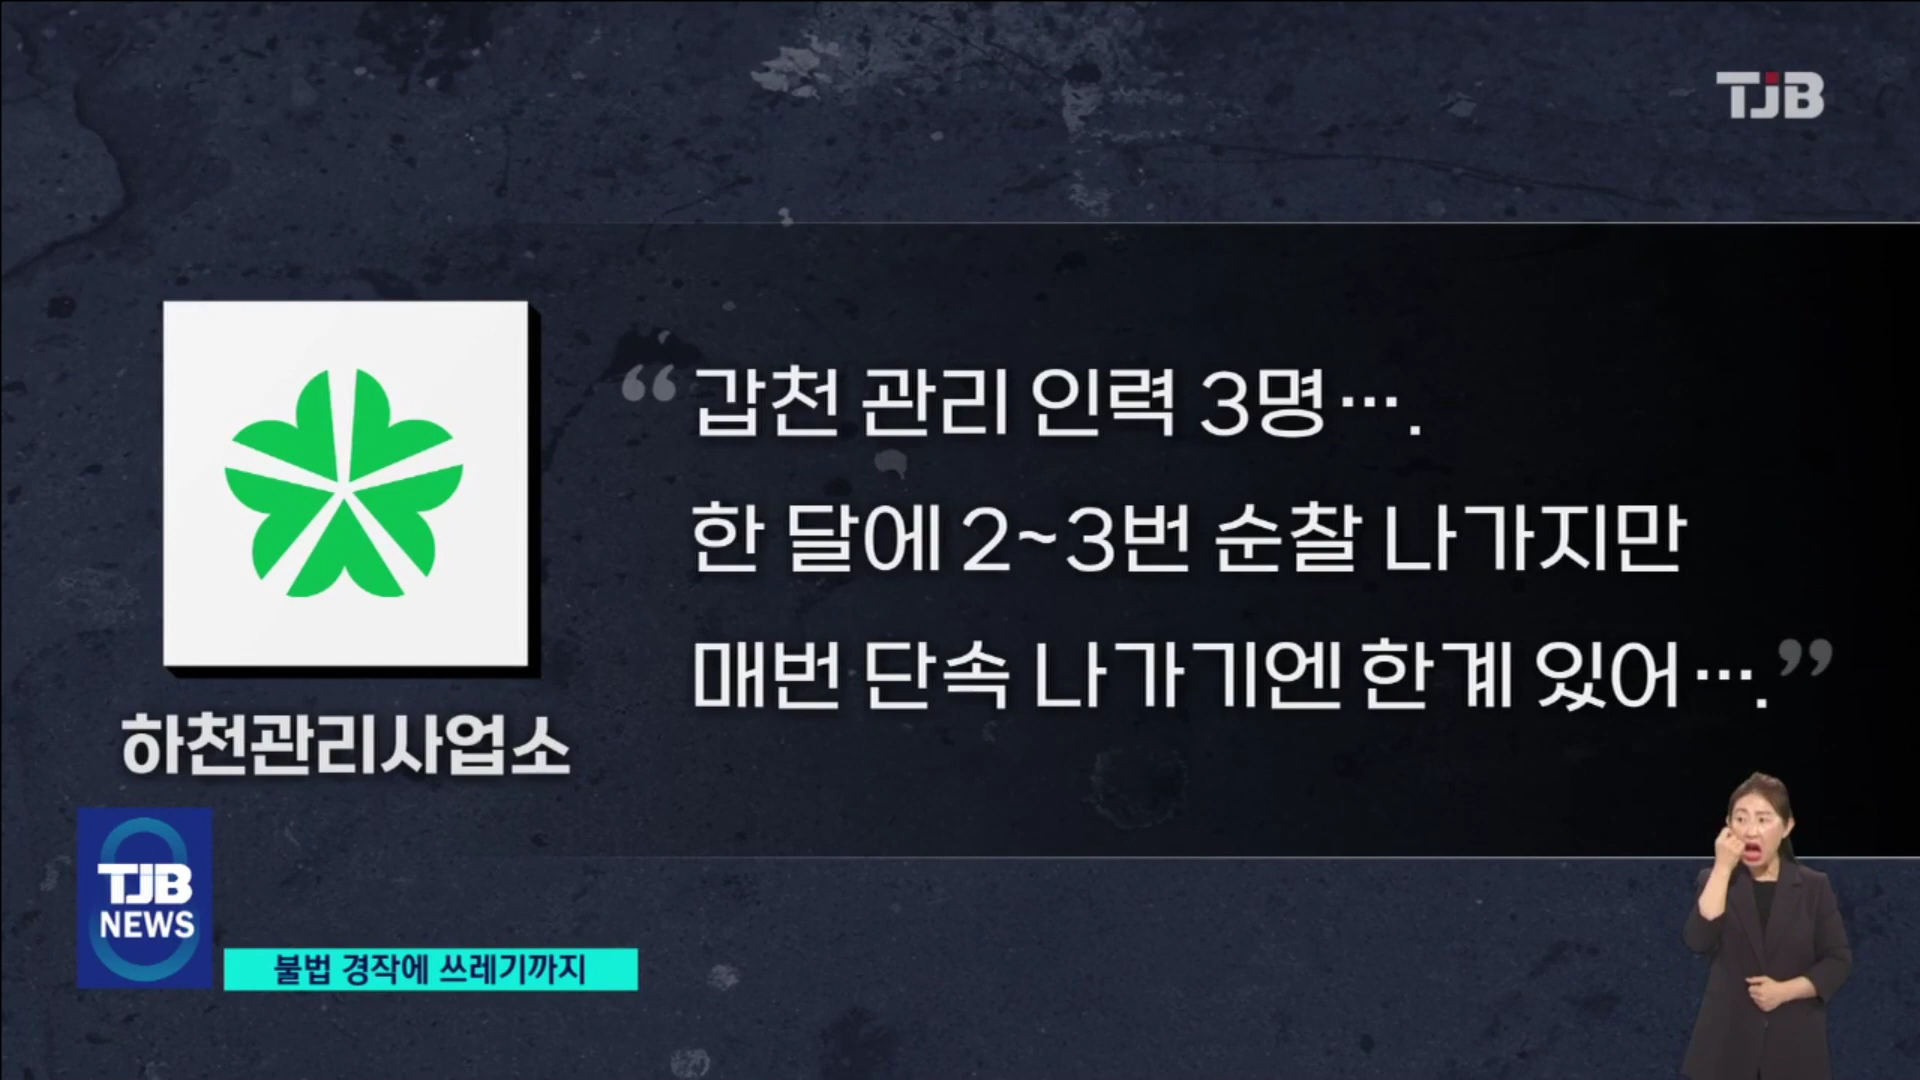 TJB
“갑천 관리 인력 3명….
한 달에 2~3번 순찰 나가지만
매번 단속 나가기엔 한계 있어….”
하천관리사업소
8
TJB
NEWS
불법 경작에 쓰레기까지